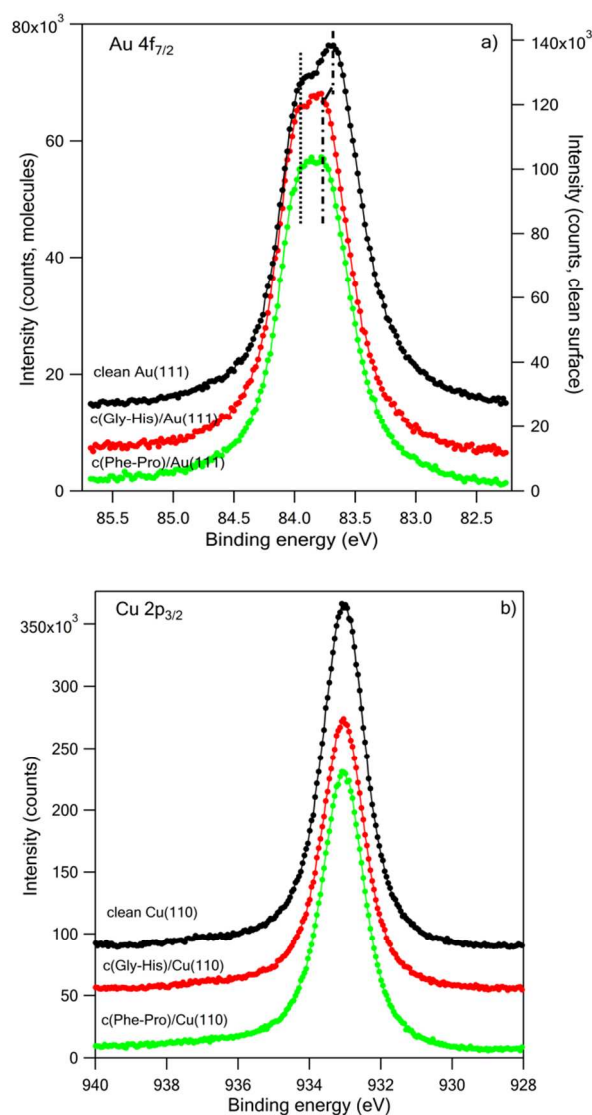 80x10³
60
40
20
0
Intensity (counts, molecules)
Au 4f7/2
a)
140x10³
120
100
80
60
40
20
0
Intensity (counts, clean surface)
clean Au(111)
c(Gly-His)/Au(111)
c(Phe-Pro)/Au(111)
85.5 85.0 84.5 84.0 83.5 83.0 82.5
Binding energy (eV)
Cu 2p3/2
b)
350x10³
300
250
200
150
100
50
0
Intensity (counts)
clean Cu(110)
c(Gly-His)/Cu(110)
c(Phe-Pro)/Cu(110)
940 938 936 934 932 930 928
Binding energy (eV)